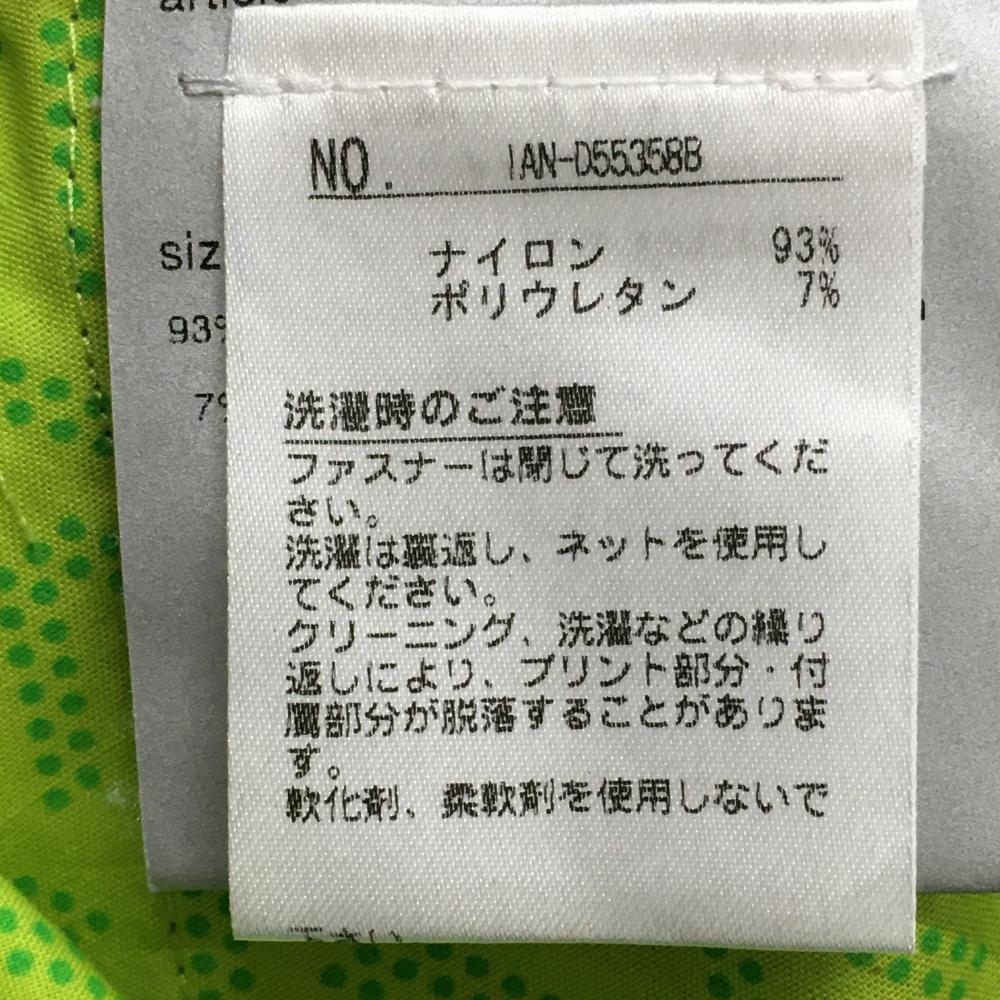 siz
93%
7%
NO. IAN-D55358B
ナイロン 93%
ポリウレタン 7%
洗濯時のご注意
ファスナーは閉じて洗ってくだ
さい。
洗濯は裏返し、ネットを使用し
てください。
クリーニング、洗濯などの繰り
返しにより、プリント部分・付
属部分が脱落することがありま
す。
軟化剤、柔軟剤を使用しないで